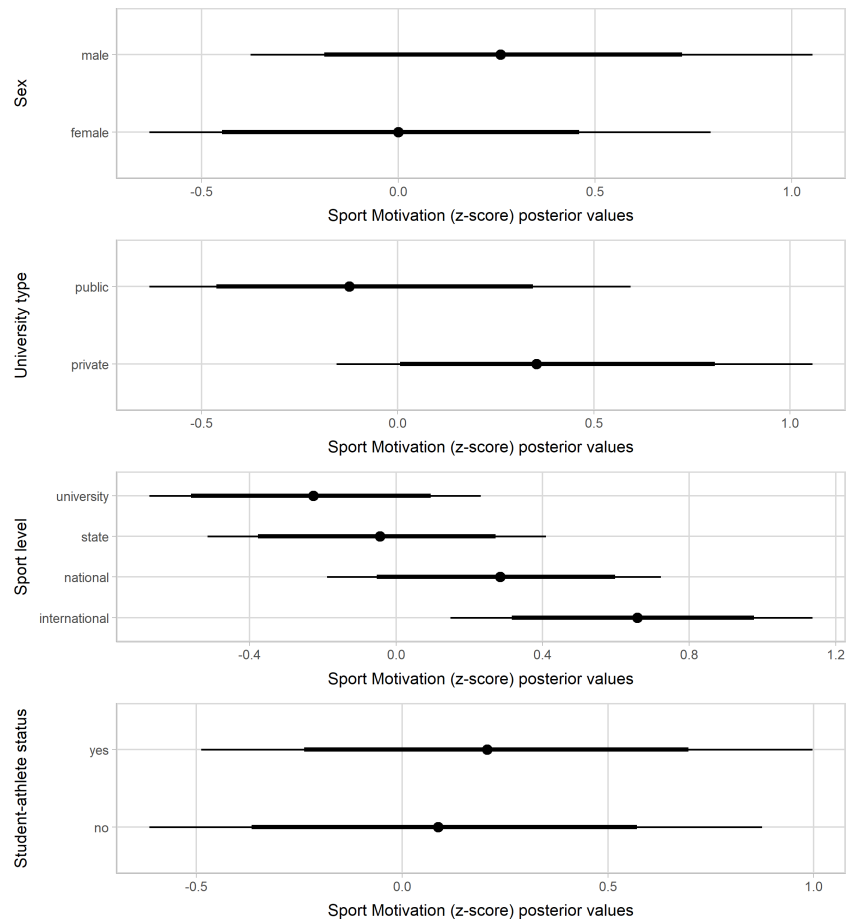 Sex
male
female
-0.5 0.0 0.5 1.0
Sport Motivation (z-score) posterior values
University type
public
private
-0.5 0.0 0.5 1.0
Sport Motivation (z-score) posterior values
Sport level
university
state
national
international
-0.4 0.0 0.4 0.8 1.2
Sport Motivation (z-score) posterior values
Student-athlete status
yes
no
-0.5 0.0 0.5 1.0
Sport Motivation (z-score) posterior values